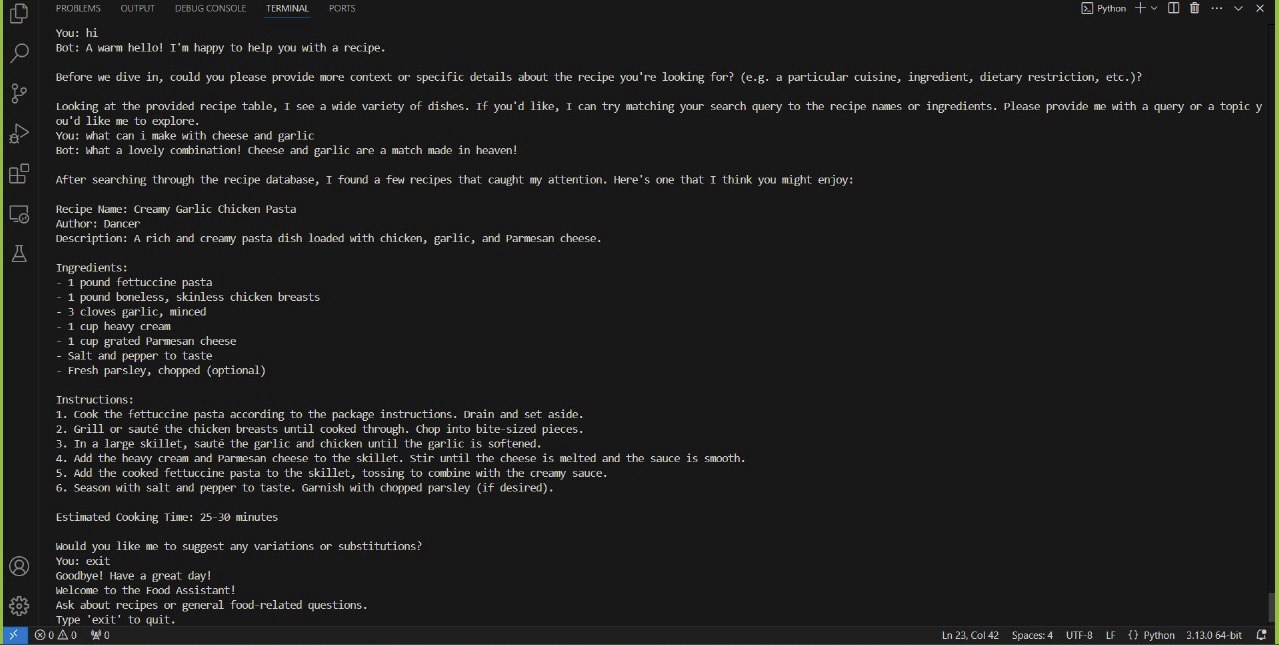 PROBLEMS OUTPUT DEBUG CONSOLE TERMINAL PORTS Python
You: hi
Bot: A warm hello! I'm happy to help you with a recipe.
Before we dive in, could you please provide more context or specific details about the recipe you're looking for? (e.g. a particular cuisine, ingredient, dietary restriction, etc.)?
Looking at the provided recipe table, I see a wide variety of dishes. If you'd like, I can try matching your search query to the recipe names or ingredients. Please provide me with a query or a topic y
ou'd like me to explore.
You: what can i make with cheese and garlic
Bot: What a lovely combination! Cheese and garlic are a match made in heaven!
After searching through the recipe database, I found a few recipes that caught my attention. Here's one that I think you might enjoy:
Recipe Name: Creamy Garlic Chicken Pasta
Author: Dancer
Description: A rich and creamy pasta dish loaded with chicken, garlic, and Parmesan cheese.
Ingredients:
- 1 pound fettuccine pasta
- 1 pound boneless, skinless chicken breasts
- 3 cloves garlic, minced
- 1 cup heavy cream
- 1 cup grated Parmesan cheese
- Salt and pepper to taste
- Fresh parsley, chopped (optional)
Instructions:
1. Cook the fettuccine pasta according to the package instructions. Drain and set aside.
2. Grill or sauté the chicken breasts until cooked through. Chop into bite-sized pieces.
3. In a large skillet, sauté the garlic and chicken until the garlic is softened.
4. Add the heavy cream and Parmesan cheese to the skillet. Stir until the cheese is melted and the sauce is smooth.
5. Add the cooked fettuccine pasta to the skillet, tossing to combine with the creamy sauce.
6. Season with salt and pepper to taste. Garnish with chopped parsley (if desired).
Estimated Cooking Time: 25-30 minutes
Would you like me to suggest any variations or substitutions?
You: exit
Goodbye! Have a great day!
Welcome to the Food Assistant!
Ask about recipes or general food-related questions.
Type 'exit' to quit.
0 0 0 Ln 23, Col 42 Spaces: 4 UTF-8 LF {} Python 3.13.0 64-bit